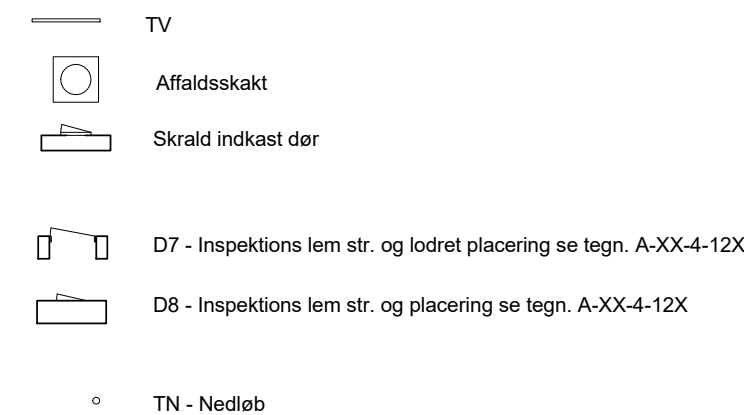 TV
Affaldsskakt
Skrald indkast dør
D7 - Inspektions lem str. og lodret placering se tegn. A-XX-4-12X
D8 - Inspektions lem str. og placering se tegn. A-XX-4-12X
TN - Nedløb